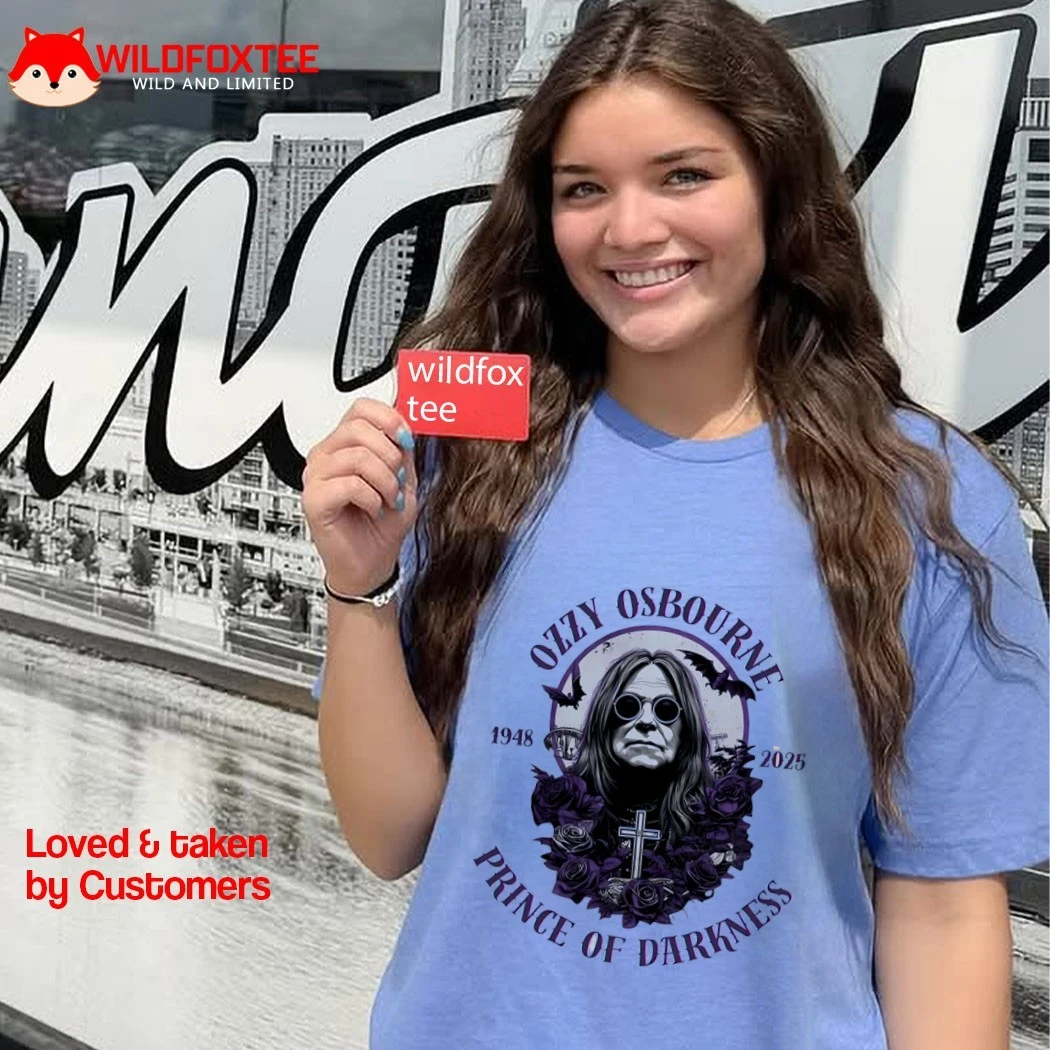 WILDFOXTEE
WILD AND LIMITED
wildfox
tee
OZZY OSBOURNE
1948
2025
PRINCE OF DARKNESS
Loved & taken
by Customers